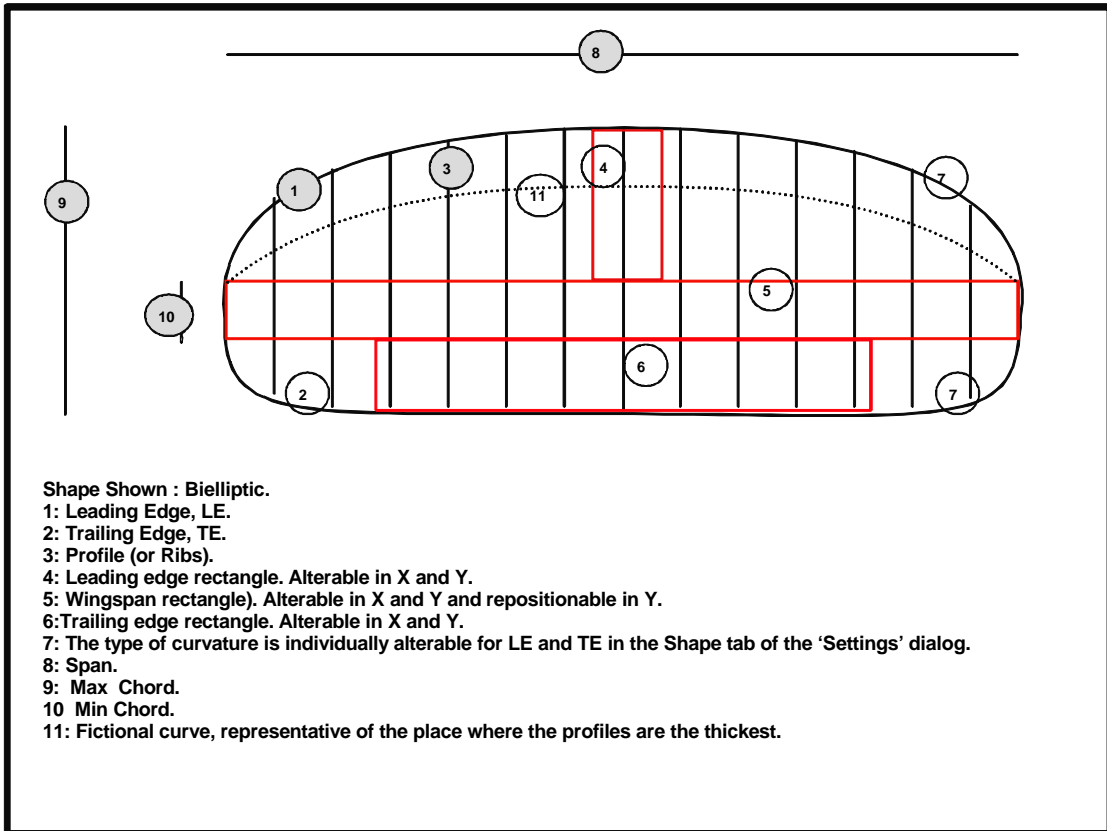 8
9
1
3
4
7
11
5
10
6
2
7
Shape Shown : Bielliptic.
1: Leading Edge, LE.
2: Trailing Edge, TE.
3: Profile (or Ribs).
4: Leading edge rectangle. Alterable in X and Y.
5: Wingspan rectangle). Alterable in X and Y and repositionable in Y.
6:Trailing edge rectangle. Alterable in X and Y.
7: The type of curvature is individually alterable for LE and TE in the Shape tab of the ‘Settings’ dialog.
8: Span.
9:  Max  Chord.
10  Min Chord.
11: Fictional curve, representative of the place where the profiles are the thickest.